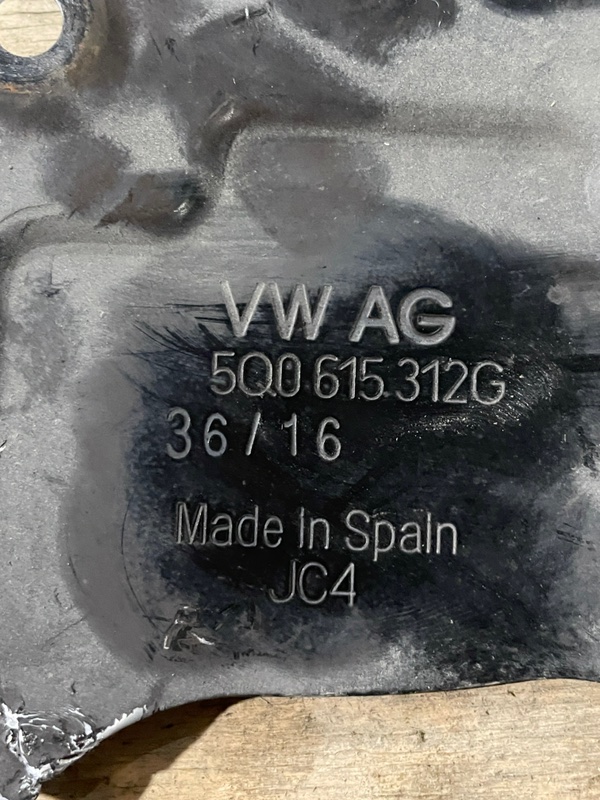 VW AG
5Q0 615 312G
36/16
Made In Spain
JC4